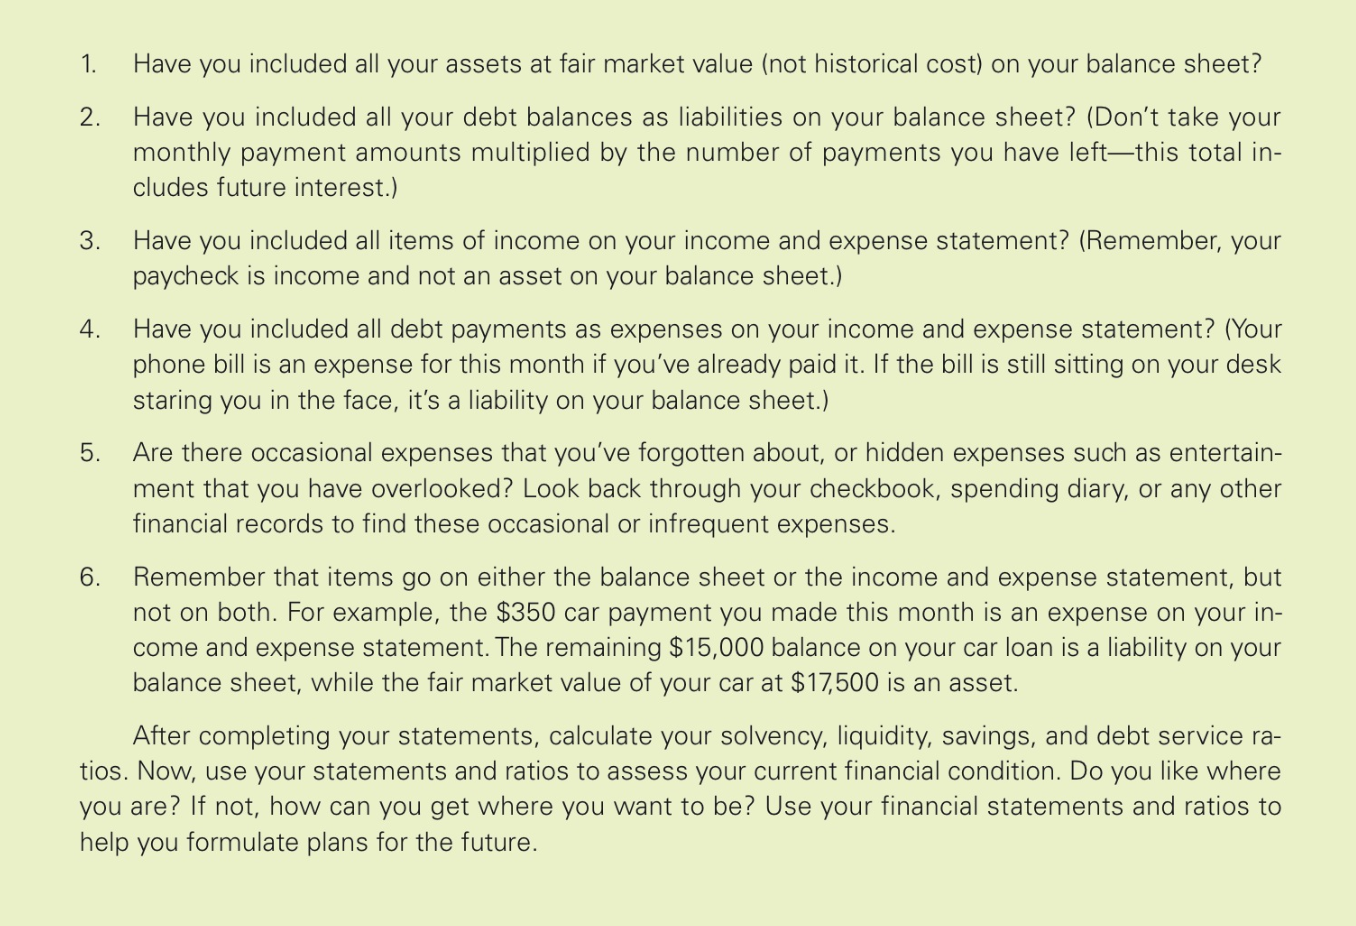 1. Have you included all your assets at fair market value (not historical cost) on your balance sheet?
2. Have you included all your debt balances as liabilities on your balance sheet? (Don’t take your
monthly payment amounts multiplied by the number of payments you have left—this total in-
cludes future interest.)
3. Have you included all items of income on your income and expense statement? (Remember, your
paycheck is income and not an asset on your balance sheet.)
4. Have you included all debt payments as expenses on your income and expense statement? (Your
phone bill is an expense for this month if you’ve already paid it. If the bill is still sitting on your desk
staring you in the face, it’s a liability on your balance sheet.)
5. Are there occasional expenses that you’ve forgotten about, or hidden expenses such as entertain-
ment that you have overlooked? Look back through your checkbook, spending diary, or any other
financial records to find these occasional or infrequent expenses.
6. Remember that items go on either the balance sheet or the income and expense statement, but
not on both. For example, the $350 car payment you made this month is an expense on your in-
come and expense statement. The remaining $15,000 balance on your car loan is a liability on your
balance sheet, while the fair market value of your car at $17,500 is an asset.
After completing your statements, calculate your solvency, liquidity, savings, and debt service ra-
tios. Now, use your statements and ratios to assess your current financial condition. Do you like where
you are? If not, how can you get where you want to be? Use your financial statements and ratios to
help you formulate plans for the future.